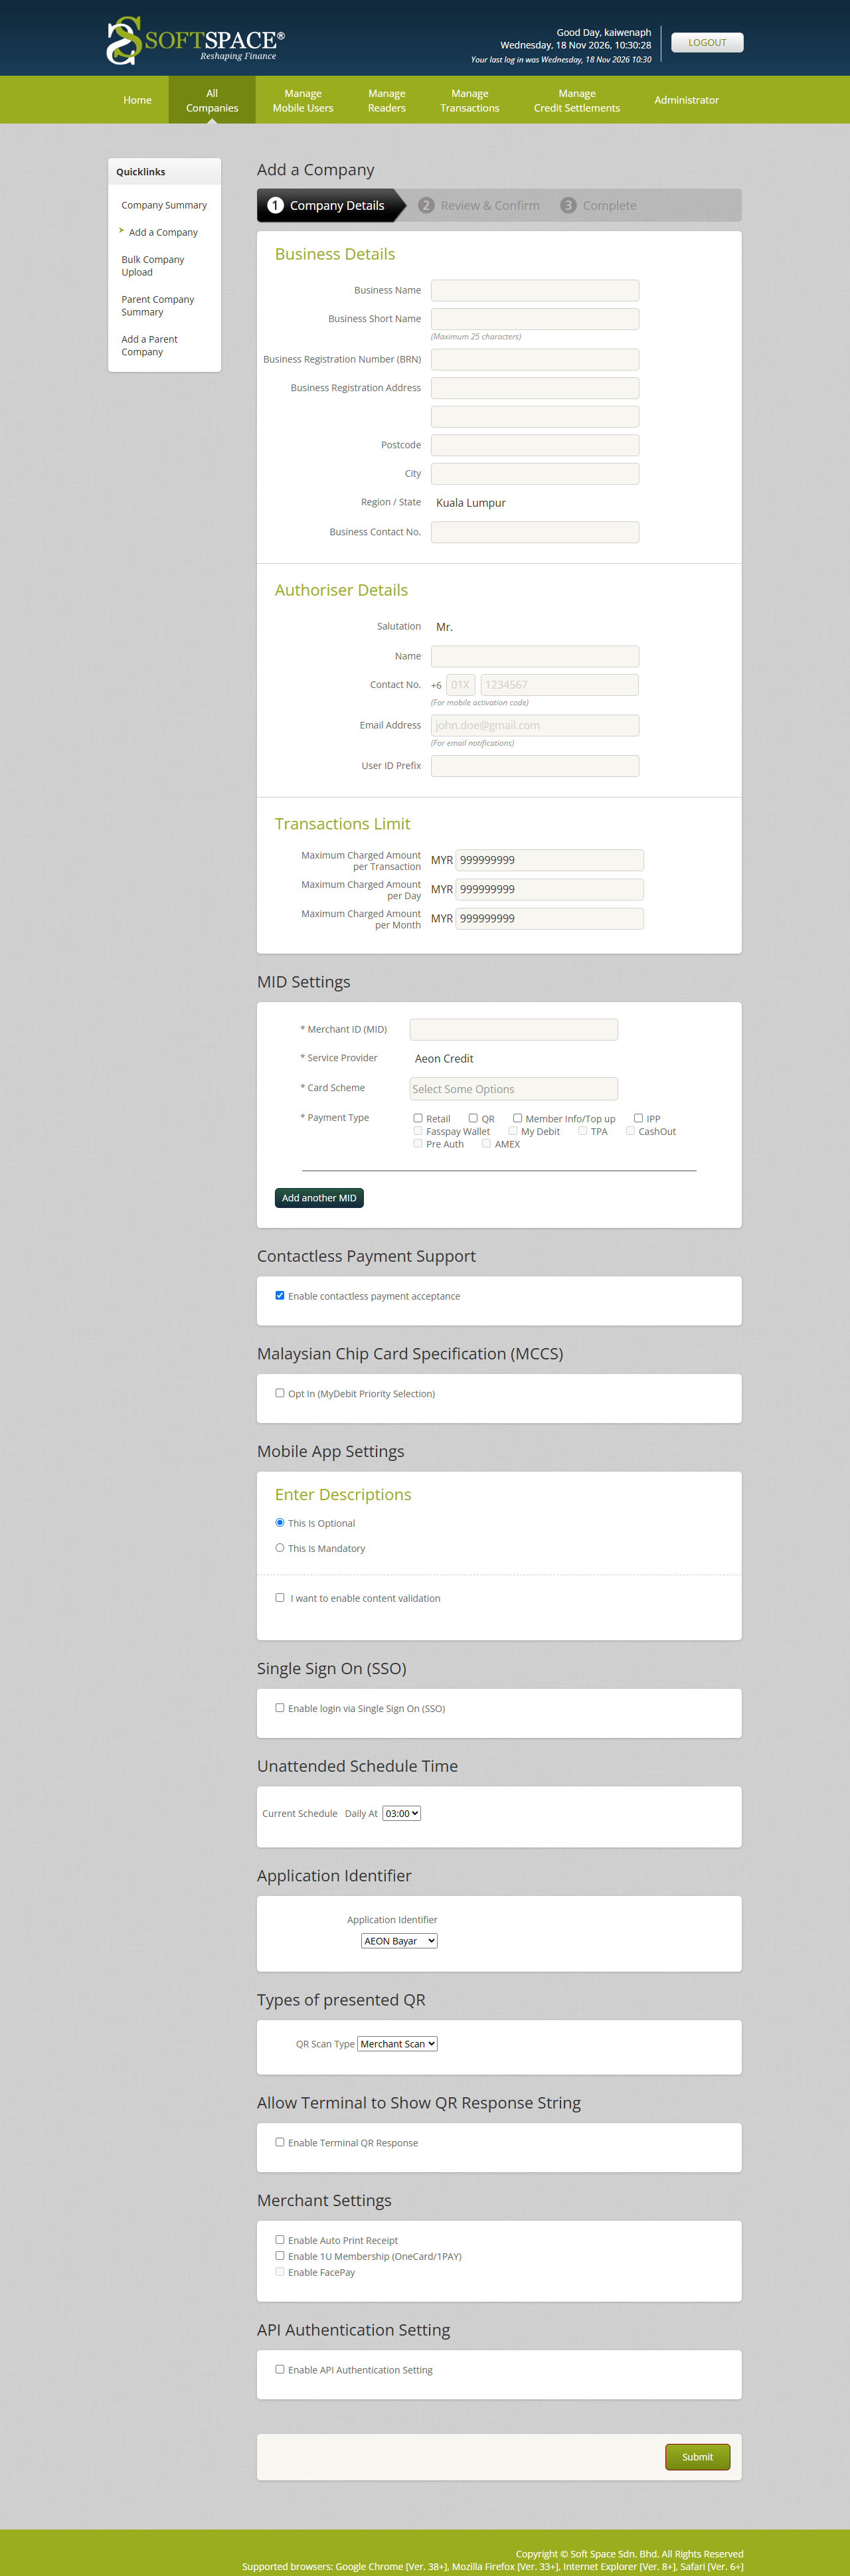 SOFTSPACE®
Reshaping Finance
Good Day, kaiwenaph
Wednesday, 18 Nov 2026, 10:30:28
Your last log in was Wednesday, 18 Nov 2026 10:30
LOGOUT
Home
All
Companies
Manage
Mobile Users
Manage
Readers
Manage
Transactions
Manage
Credit Settlements
Administrator
Quicklinks
Company Summary
Add a Company
Bulk Company
Upload
Parent Company
Summary
Add a Parent
Company
Add a Company
1 Company Details
2 Review & Confirm
3 Complete
Business Details
Business Name
Business Short Name
(Maximum 25 characters)
Business Registration Number (BRN)
Business Registration Address
Postcode
City
Region / State Kuala Lumpur
Business Contact No.
Authoriser Details
Salutation Mr.
Name
Contact No. +6 01X 1234567
(For mobile activation code)
Email Address john.doe@gmail.com
(For email notifications)
User ID Prefix
Transactions Limit
Maximum Charged Amount
per Transaction
MYR 999999999
Maximum Charged Amount
per Day
MYR 999999999
Maximum Charged Amount
per Month
MYR 999999999
MID Settings
* Merchant ID (MID)
* Service Provider Aeon Credit
* Card Scheme Select Some Options
* Payment Type Retail QR Member Info/Top up IPP
Fasspay Wallet My Debit TPA CashOut
Pre Auth AMEX
Add another MID
Contactless Payment Support
Enable contactless payment acceptance
Malaysian Chip Card Specification (MCCS)
Opt In (MyDebit Priority Selection)
Mobile App Settings
Enter Descriptions
This Is Optional
This Is Mandatory
I want to enable content validation
Single Sign On (SSO)
Enable login via Single Sign On (SSO)
Unattended Schedule Time
Current Schedule Daily At 03:00
Application Identifier
Application Identifier
AEON Bayar
Types of presented QR
QR Scan Type Merchant Scan
Allow Terminal to Show QR Response String
Enable Terminal QR Response
Merchant Settings
Enable Auto Print Receipt
Enable 1U Membership (OneCard/1PAY)
Enable FacePay
API Authentication Setting
Enable API Authentication Setting
Submit
Copyright © Soft Space Sdn. Bhd. All Rights Reserved
Supported browsers: Google Chrome [Ver. 38+], Mozilla Firefox [Ver. 33+], Internet Explorer [Ver. 8+], Safari [Ver. 6+]